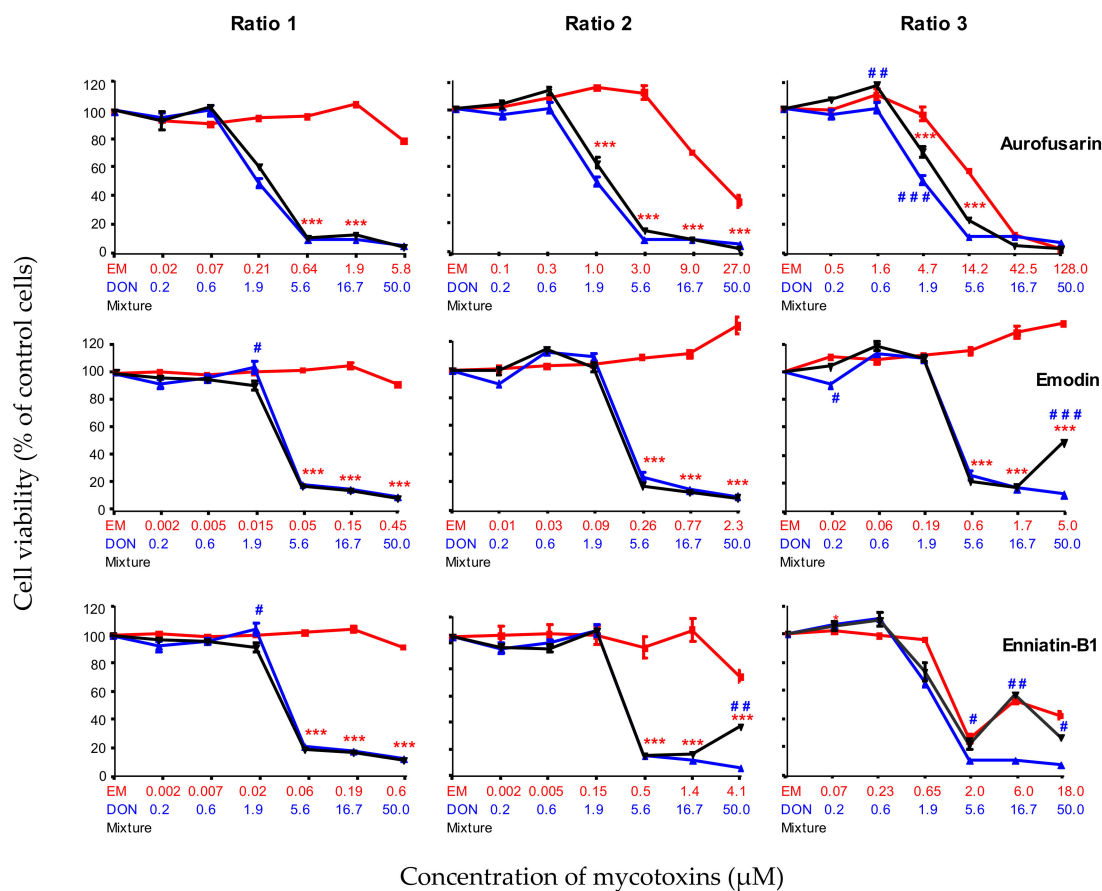 Ratio 1 Ratio 2 Ratio 3
Cell viability (% of control cells)
120
100
80
60
40
20
0
*** ***
EM 0.02 0.07 0.21 0.64 1.9 5.8
DON 0.2 0.6 1.9 5.6 16.7 50.0
Mixture
*** *** *** ***
EM 0.1 0.3 1.0 3.0 9.0 27.0
DON 0.2 0.6 1.9 5.6 16.7 50.0
## *** ### ***
Aurofusarin
EM 0.5 1.6 4.7 14.2 42.5 128.0
DON 0.2 0.6 1.9 5.6 16.7 50.0
Mixture
120
100
80
60
40
20
0
# *** *** ***
EM 0.002 0.005 0.015 0.05 0.15 0.45
DON 0.2 0.6 1.9 5.6 16.7 50.0
Mixture
*** *** ***
EM 0.01 0.03 0.09 0.26 0.77 2.3
DON 0.2 0.6 1.9 5.6 16.7 50.0
Mixture
Emodin
# *** *** ### ***
EM 0.02 0.06 0.19 0.6 1.7 5.0
DON 0.2 0.6 1.9 5.6 16.7 50.0
Mixture
120
100
80
60
40
20
0
# *** *** ***
EM 0.002 0.007 0.02 0.06 0.19 0.6
DON 0.2 0.6 1.9 5.6 16.7 50.0
Mixture
*** *** ## ***
EM 0.002 0.005 0.15 0.5 1.4 4.1
DON 0.2 0.6 1.9 5.6 16.7 50.0
Mixture
Enniatin-B1
* # ## #
EM 0.07 0.23 0.65 2.0 6.0 18.0
DON 0.2 0.6 1.9 5.6 16.7 50.0
Mixture
Concentration of mycotoxins (µM)